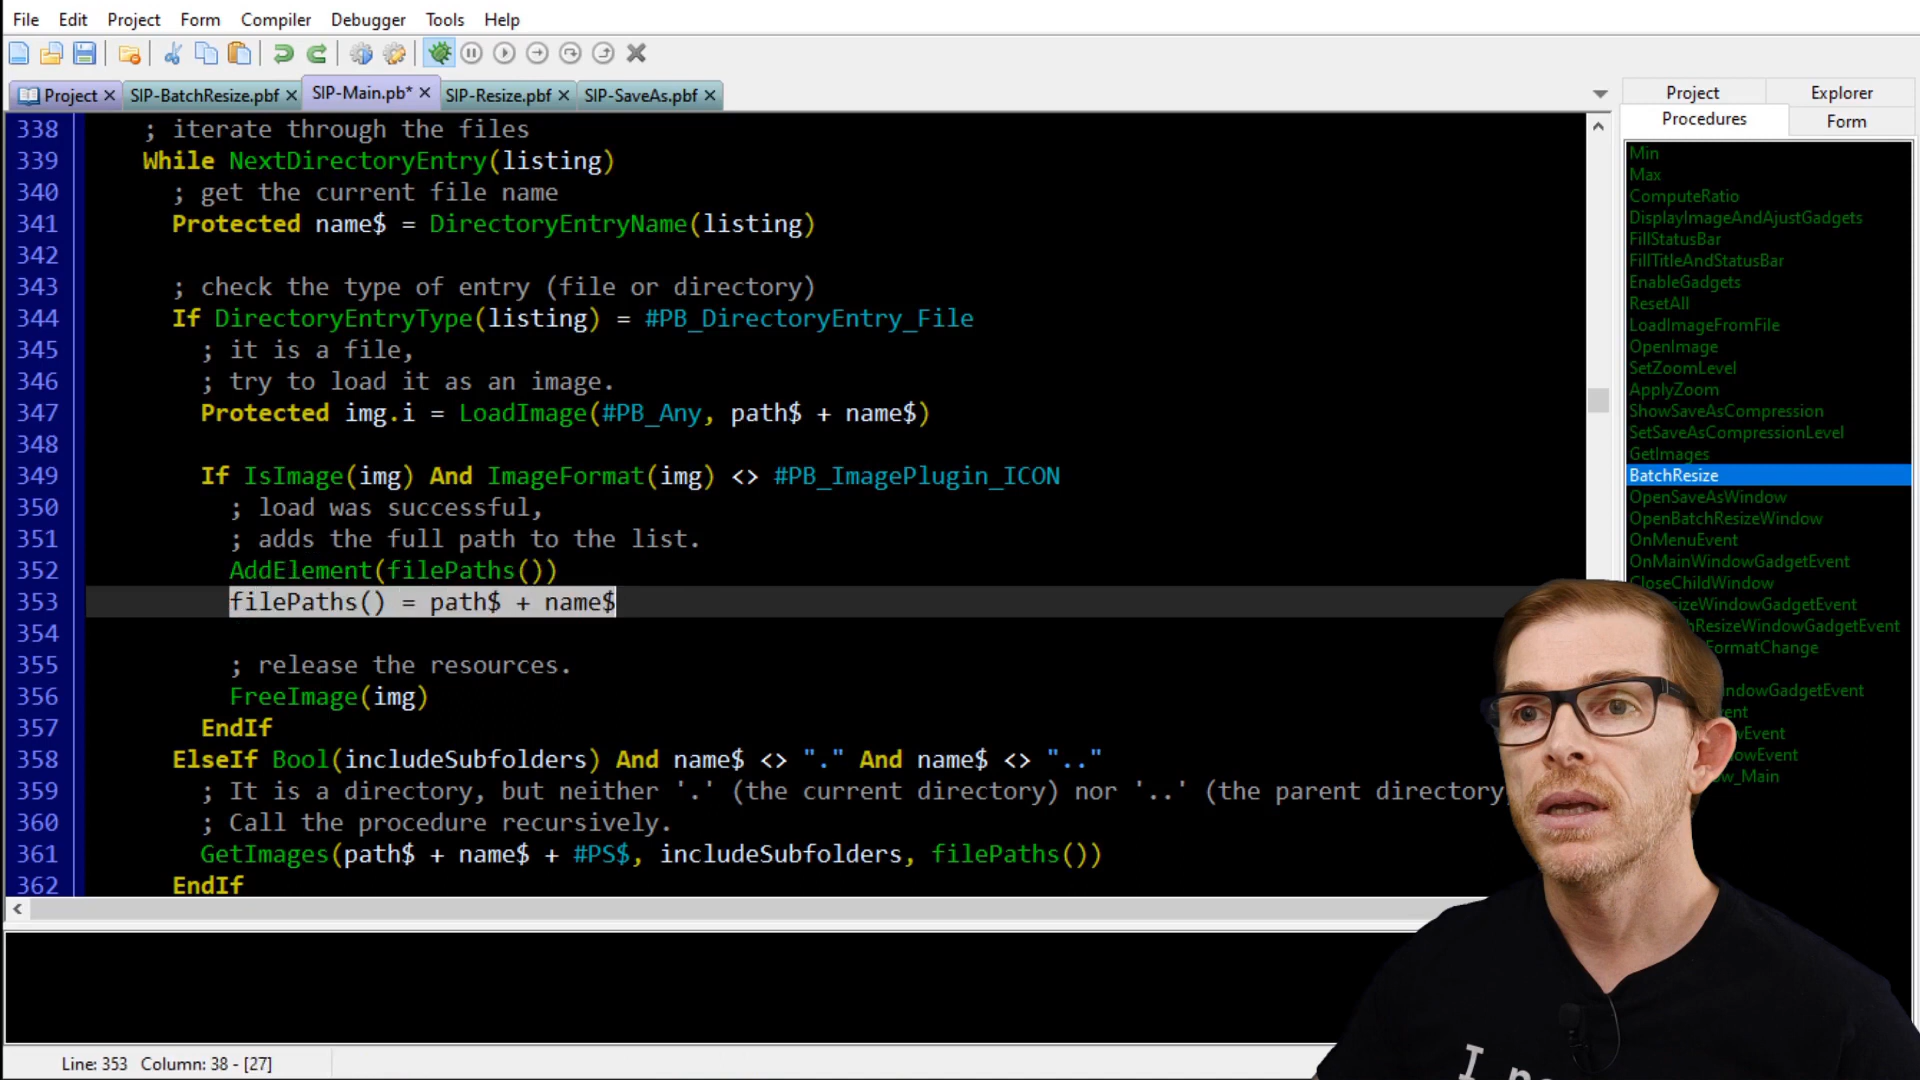 File Edit Project Form Compiler Debugger Tools Help
Project SIP-BatchResize.pbf SIP-Main.pb* SIP-Resize.pbf SIP-SaveAs.pbf
338 ; iterate through the files
339 While NextDirectoryEntry(listing)
340 ; get the current file name
341 Protected name$ = DirectoryEntryName(listing)
342
343 ; check the type of entry (file or directory)
344 If DirectoryEntryType(listing) = #PB_DirectoryEntry_File
345 ; it is a file,
346 ; try to load it as an image.
347 Protected img.i = LoadImage(#PB_Any, path$ + name$)
348
349 If IsImage(img) And ImageFormat(img) <> #PB_ImagePlugin_ICON
350 ; load was successful,
351 ; adds the full path to the list.
352 AddElement(filePaths())
353 filePaths() = path$ + name$
354
355 ; release the resources.
356 FreeImage(img)
357 EndIf
358 ElseIf Bool(includeSubfolders) And name$ <> "." And name$ <> ".."
359 ; It is a directory, but neither '.' (the current directory) nor '..' (the parent directory
360 ; Call the procedure recursively.
361 GetImages(path$ + name$ + #PS$, includeSubfolders, filePaths())
362 EndIf
Project Explorer
Procedures Form
Min
Max
ComputeRatio
DisplayImageAndAjustGadgets
FillStatusBar
FillTitleAndStatusBar
EnableGadgets
ResetAll
LoadImageFromFile
OpenImage
SetZoomLevel
ApplyZoom
ShowSaveAsCompression
SetSaveAsCompressionLevel
GetImages
BatchResize
OpenSaveAsWindow
OpenBatchResizeWindow
OnMenuEvent
OnMainWindowGadgetEvent
CloseChildWindow
izeWindowGadgetEvent
hResizeWindowGadgetEvent
FormatChange
ndowGadgetEvent
ent
vEvent
owEvent
ow_Main
Line: 353 Column: 38 - [27]
I